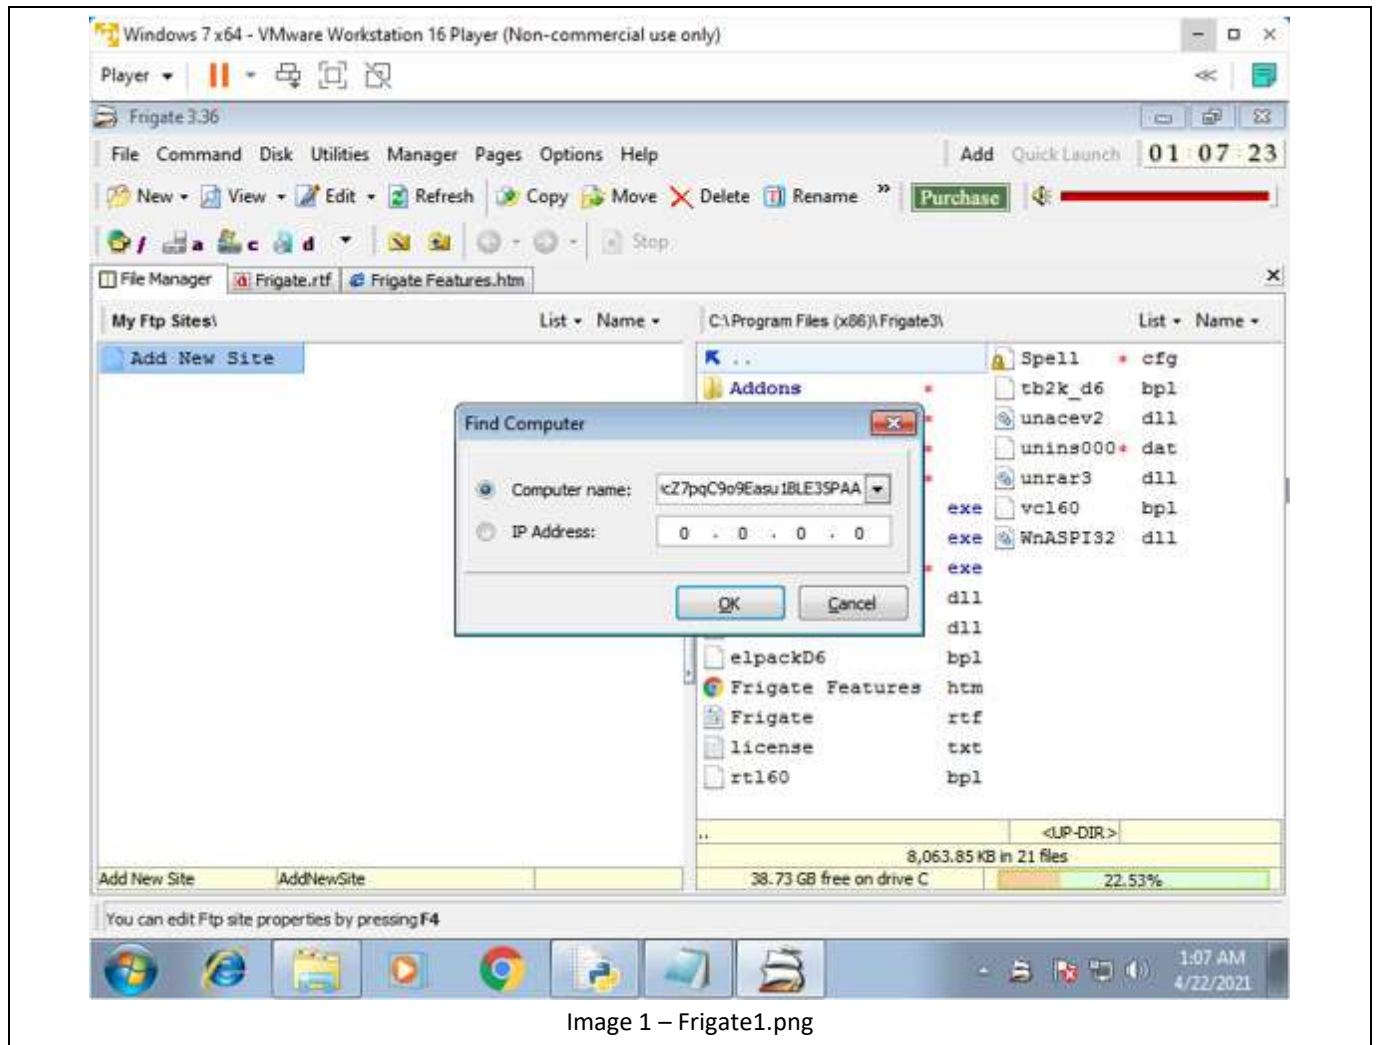 Windows 7 x64 - VMware Workstation 16 Player (Non-commercial use only)
Player
Frigate 3.36
File Command Disk Utilities Manager Pages Options Help Add Quick Launch 01:07:23
New View Edit Refresh Copy Move Delete Rename » Purchase
/ a c d Stop
File Manager Frigate.rtf Frigate Features.htm
My Ftp Sites\ List Name C:\Program Files (x86)\Frigate3\ List Name
Add New Site .. Spell * cfg
Addons * tb2k_d6 bpl
Find Computer * unacev2 dll
* unins000* dat
Computer name: cZ7pqC9o9Easu1BLE3SPAA * unrar3 dll
exe vcl60 bpl
IP Address: 0 . 0 . 0 . 0 exe WnASPI32 dll
* exe
OK Cancel dll
dll
elpackD6 bpl
Frigate Features htm
Frigate rtf
license txt
rtl60 bpl
.. <UP-DIR>
8,063.85 KB in 21 files
Add New Site AddNewSite 38.73 GB free on drive C 22.53%
You can edit Ftp site properties by pressing F4
1:07 AM
4/22/2021
Image 1 – Frigate1.png